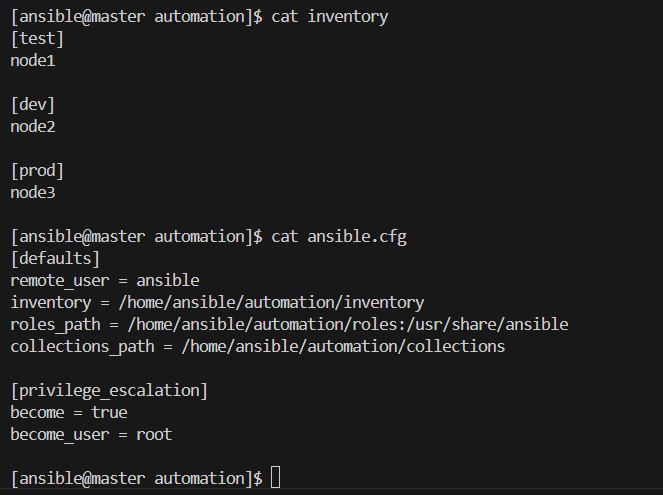 [ansible@master automation]$ cat inventory
[test]
node1

[dev]
node2

[prod]
node3

[ansible@master automation]$ cat ansible.cfg
[defaults]
remote_user = ansible
inventory = /home/ansible/automation/inventory
roles_path = /home/ansible/automation/roles:/usr/share/ansible
collections_path = /home/ansible/automation/collections

[privilege_escalation]
become = true
become_user = root

[ansible@master automation]$